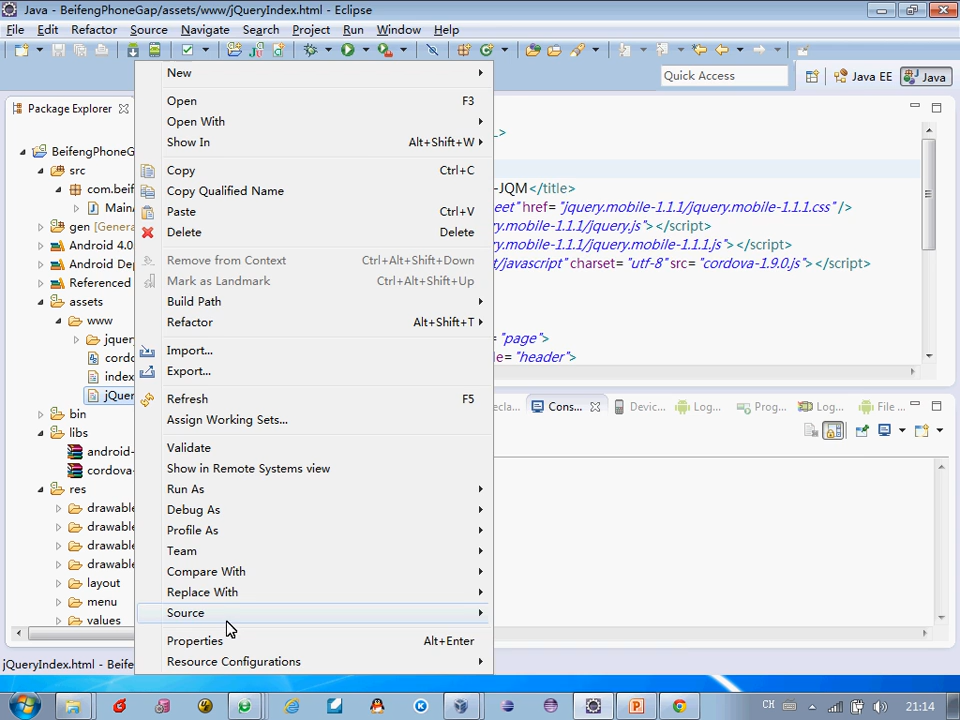 Java - BeifengPhoneGap/assets/www/jQueryIndex.html - Eclipse
File Edit Refactor Source Navigate Search Project Run Window Help
Quick Access
Java EE
Java
Package Explorer
BeifengPhoneG
src
com.beif
Main
gen [Genera
Android 4.0
Android De
Referenced
assets
www
jquer
cordo
index
jQuer
bin
libs
android-
cordova-
res
drawable
drawable
drawable
drawable
layout
menu
values
New
Open F3
Open With
Show In Alt+Shift+W
Copy Ctrl+C
Copy Qualified Name
Paste Ctrl+V
Delete Delete
Remove from Context Ctrl+Alt+Shift+Down
Mark as Landmark Ctrl+Alt+Shift+Up
Build Path
Refactor Alt+Shift+T
Import...
Export...
Refresh F5
Assign Working Sets...
Validate
Show in Remote Systems view
Run As
Debug As
Profile As
Team
Compare With
Replace With
Source
Properties Alt+Enter
Resource Configurations
>
-JQM</title>
eet" href="jquery.mobile-1.1.1/jquery.mobile-1.1.1.css" />
y.mobile-1.1.1/jquery.js"></script>
y.mobile-1.1.1/jquery.mobile-1.1.1.js"></script>
t/javascript" charset="utf-8" src="cordova-1.9.0.js"></script>
="page">
le="header">
ecla... Cons... Devic... Log... Prog... Log... File ...
jQueryIndex.html - Beife
CH
21:14